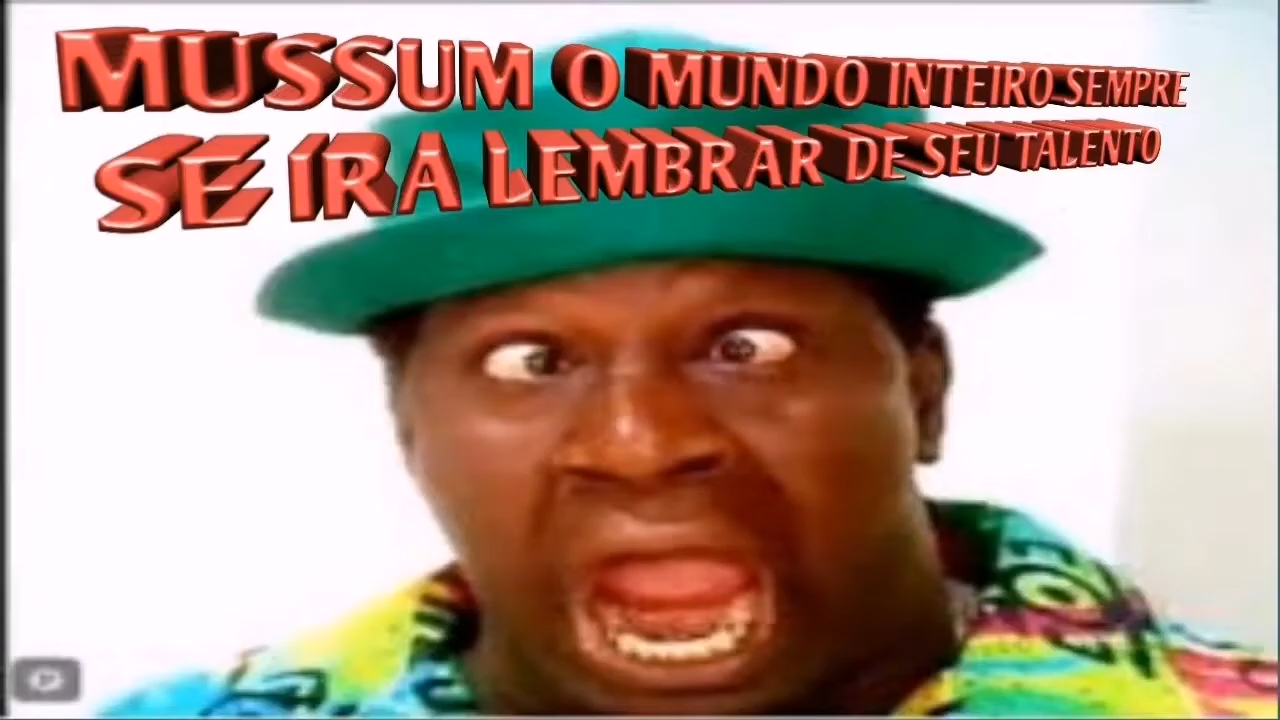 MUSSUM O MUNDO INTEIRO SEMPRE
SE IRA LEMBRAR DE SEU TALENTO